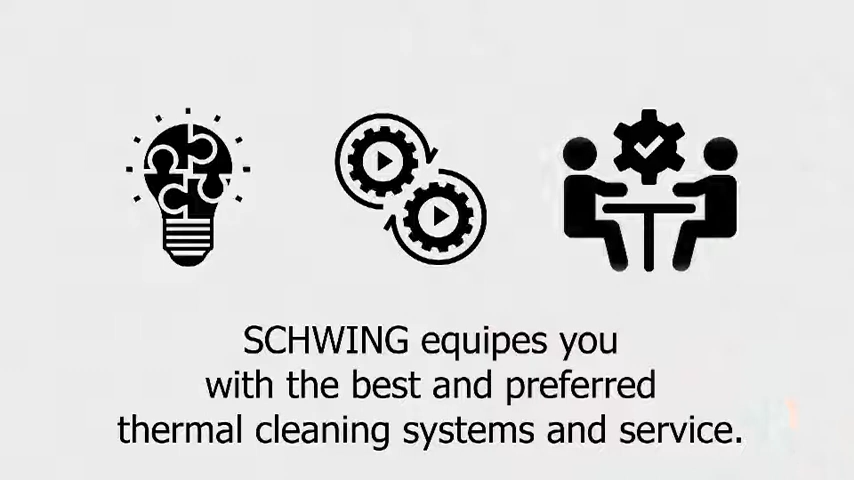 SCHWING equipes you
with the best and preferred
thermal cleaning systems and service.